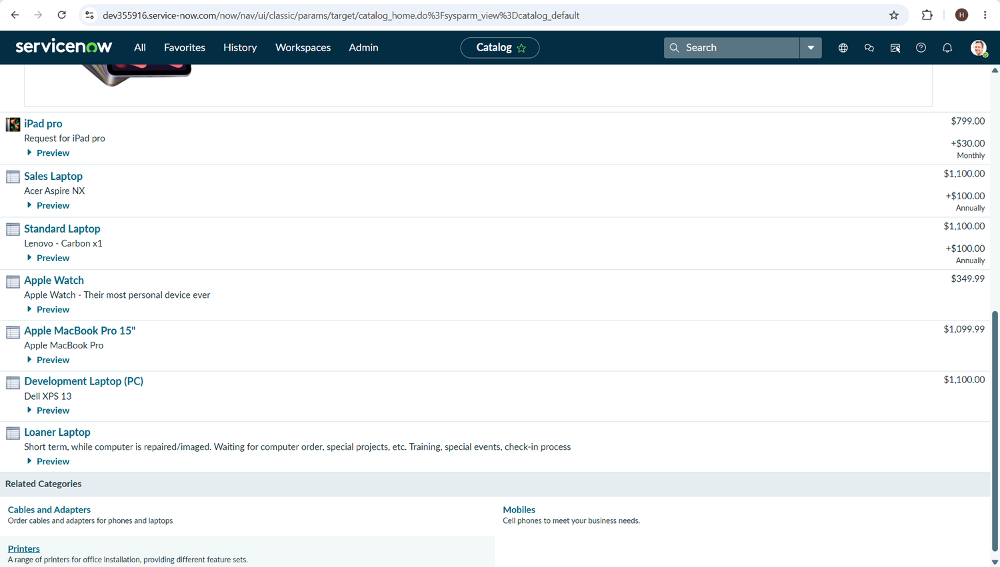 dev355916.service-now.com/now/nav/ui/classic/params/target/catalog_home.do%3Fsysparm_view%3Dcatalog_default
H
servicenow
All
Favorites
History
Workspaces
Admin
Catalog
Search
iPad pro
$799.00
Request for iPad pro
+$30.00
Monthly
Preview
Sales Laptop
$1,100.00
Acer Aspire NX
+$100.00
Annually
Preview
Standard Laptop
$1,100.00
Lenovo - Carbon x1
+$100.00
Annually
Preview
Apple Watch
$349.99
Apple Watch - Their most personal device ever
Preview
Apple MacBook Pro 15"
$1,099.99
Apple MacBook Pro
Preview
Development Laptop (PC)
$1,100.00
Dell XPS 13
Preview
Loaner Laptop
Short term, while computer is repaired/imaged. Waiting for computer order, special projects, etc. Training, special events, check-in process
Preview
Related Categories
Cables and Adapters
Order cables and adapters for phones and laptops
Mobiles
Cell phones to meet your business needs.
Printers
A range of printers for office installation, providing different feature sets.